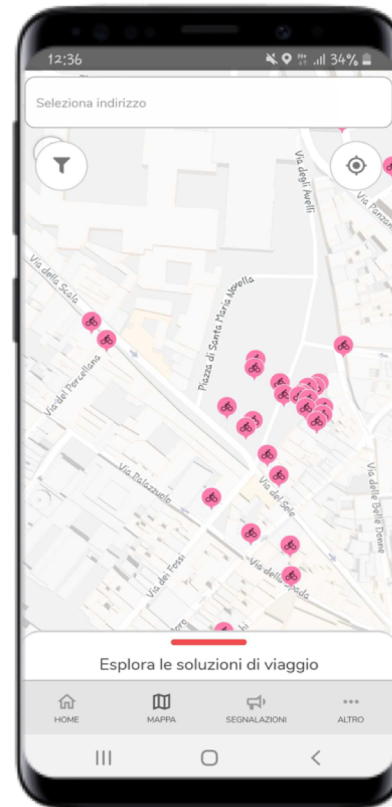 12:36
34%
Seleziona indirizzo
Via degli Avelli
Via Panzan
Via della Scala
Piazza di Santa Maria Novella
Via del Porcellana
Via Palazzuolo
Via del Sole
Via delle Belle Donne
Via dei Fossi
Via della Spada
Esplora le soluzioni di viaggio
HOME
MAPPA
SEGNALAZIONI
ALTRO